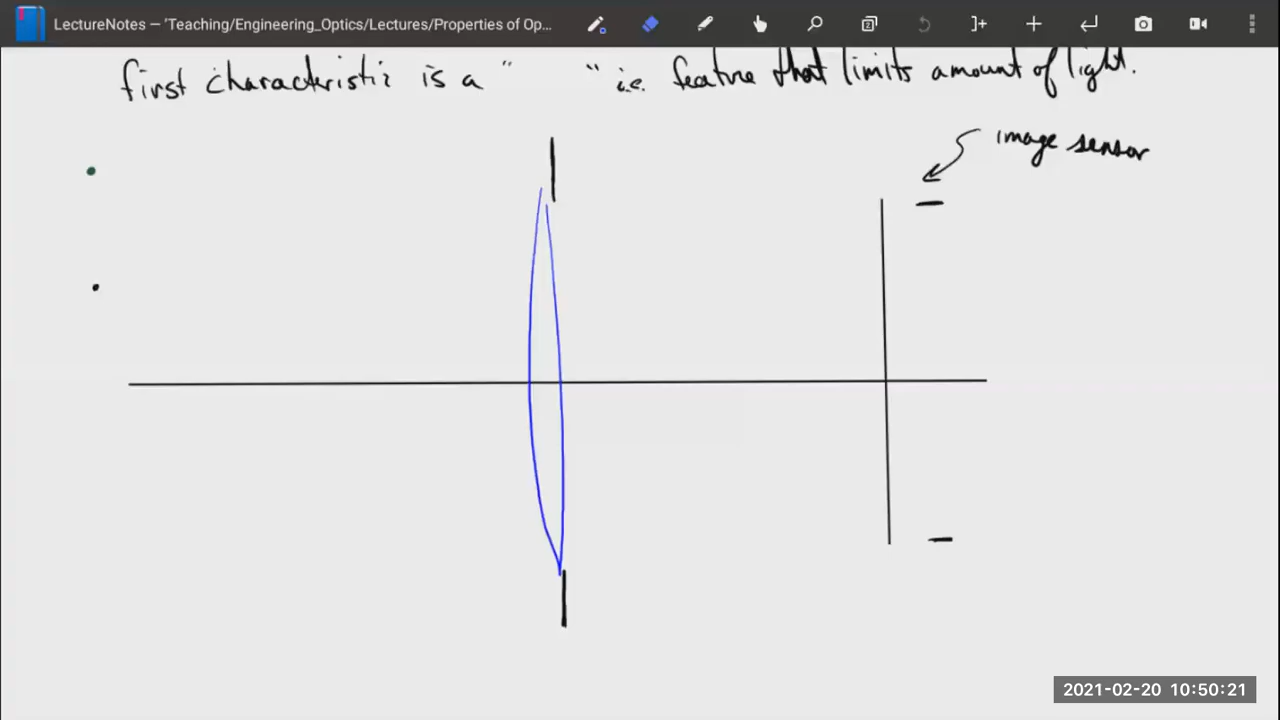 LectureNotes — 'Teaching/Engineering_Optics/Lectures/Properties of Op...
first characteristic is a " " i.e. feature that limits amount of light.
image sensor
2021-02-20 10:50:21